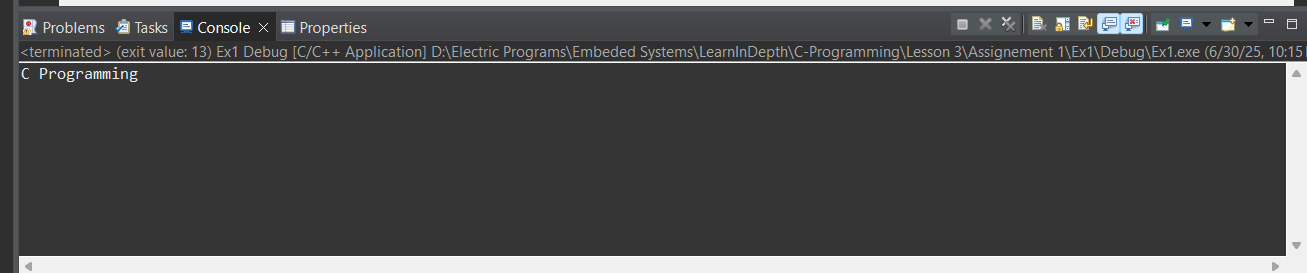 Problems Tasks Console Properties
<terminated> (exit value: 13) Ex1 Debug [C/C++ Application] D:\Electric Programs\Embeded Systems\LearnInDepth\C-Programming\Lesson 3\Assignement 1\Ex1\Debug\Ex1.exe (6/30/25, 10:15
C Programming